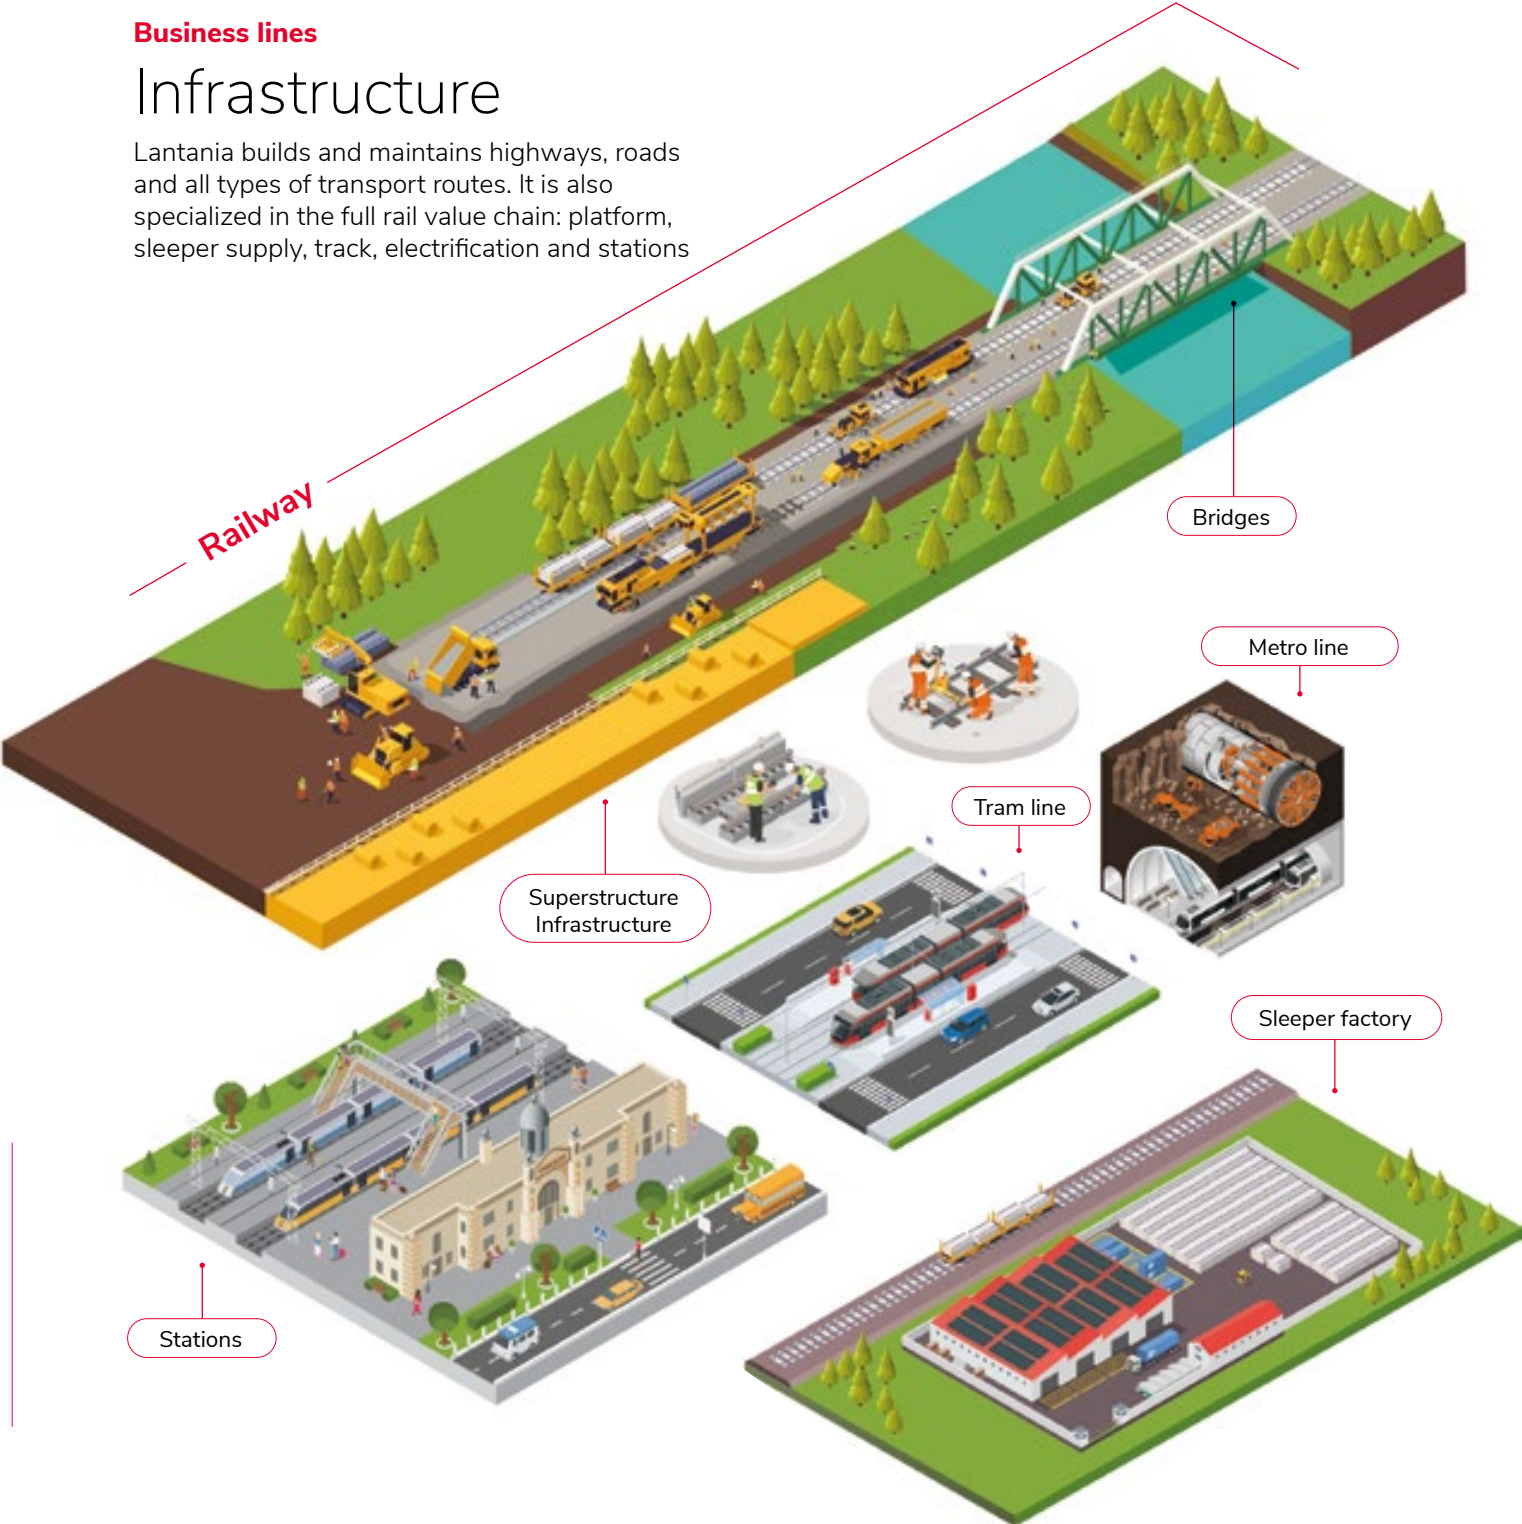 Business lines
Infrastructure
Lantania builds and maintains highways, roads
and all types of transport routes. It is also
specialized in the full rail value chain: platform,
sleeper supply, track, electrification and stations
Railway
Bridges
Metro line
Tram line
Superstructure
Infrastructure
Sleeper factory
Stations